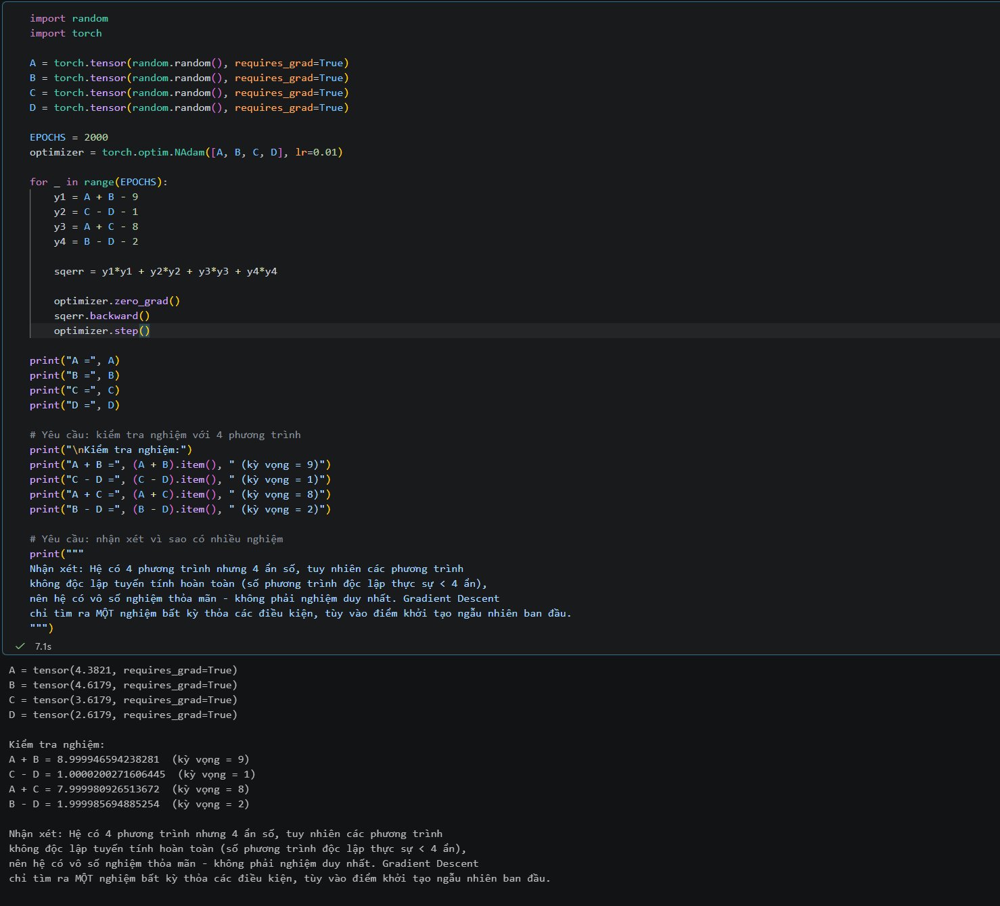 import random
import torch
A = torch.tensor(random.random(), requires_grad=True)
B = torch.tensor(random.random(), requires_grad=True)
C = torch.tensor(random.random(), requires_grad=True)
D = torch.tensor(random.random(), requires_grad=True)
EPOCHS = 2000
optimizer = torch.optim.NAdam([A, B, C, D], lr=0.01)
for _ in range(EPOCHS):
    y1 = A + B - 9
    y2 = C - D - 1
    y3 = A + C - 8
    y4 = B - D - 2
    sqerr = y1*y1 + y2*y2 + y3*y3 + y4*y4
    optimizer.zero_grad()
    sqerr.backward()
    optimizer.step()
print("A =", A)
print("B =", B)
print("C =", C)
print("D =", D)
# Yêu cầu: kiểm tra nghiệm với 4 phương trình
print("\nKiểm tra nghiệm:")
print("A + B =", (A + B).item(), " (kỳ vọng = 9)")
print("C - D =", (C - D).item(), " (kỳ vọng = 1)")
print("A + C =", (A + C).item(), " (kỳ vọng = 8)")
print("B - D =", (B - D).item(), " (kỳ vọng = 2)")
# Yêu cầu: nhận xét vì sao có nhiều nghiệm
print("""
Nhận xét: Hệ có 4 phương trình nhưng 4 ẩn số, tuy nhiên các phương trình
không độc lập tuyến tính hoàn toàn (số phương trình độc lập thực sự < 4 ẩn),
nên hệ có vô số nghiệm thỏa mãn - không phải nghiệm duy nhất. Gradient Descent
chỉ tìm ra MỘT nghiệm bất kỳ thỏa các điều kiện, tùy vào điểm khởi tạo ngẫu nhiên ban đầu.
""")
7.1s
A = tensor(4.3821, requires_grad=True)
B = tensor(4.6179, requires_grad=True)
C = tensor(3.6179, requires_grad=True)
D = tensor(2.6179, requires_grad=True)
Kiểm tra nghiệm:
A + B = 8.999946594238281  (kỳ vọng = 9)
C - D = 1.0000200271606445  (kỳ vọng = 1)
A + C = 7.999980926513672  (kỳ vọng = 8)
B - D = 1.999985694885254  (kỳ vọng = 2)
Nhận xét: Hệ có 4 phương trình nhưng 4 ẩn số, tuy nhiên các phương trình
không độc lập tuyến tính hoàn toàn (số phương trình độc lập thực sự < 4 ẩn),
nên hệ có vô số nghiệm thỏa mãn - không phải nghiệm duy nhất. Gradient Descent
chỉ tìm ra MỘT nghiệm bất kỳ thỏa các điều kiện, tùy vào điểm khởi tạo ngẫu nhiên ban đầu.